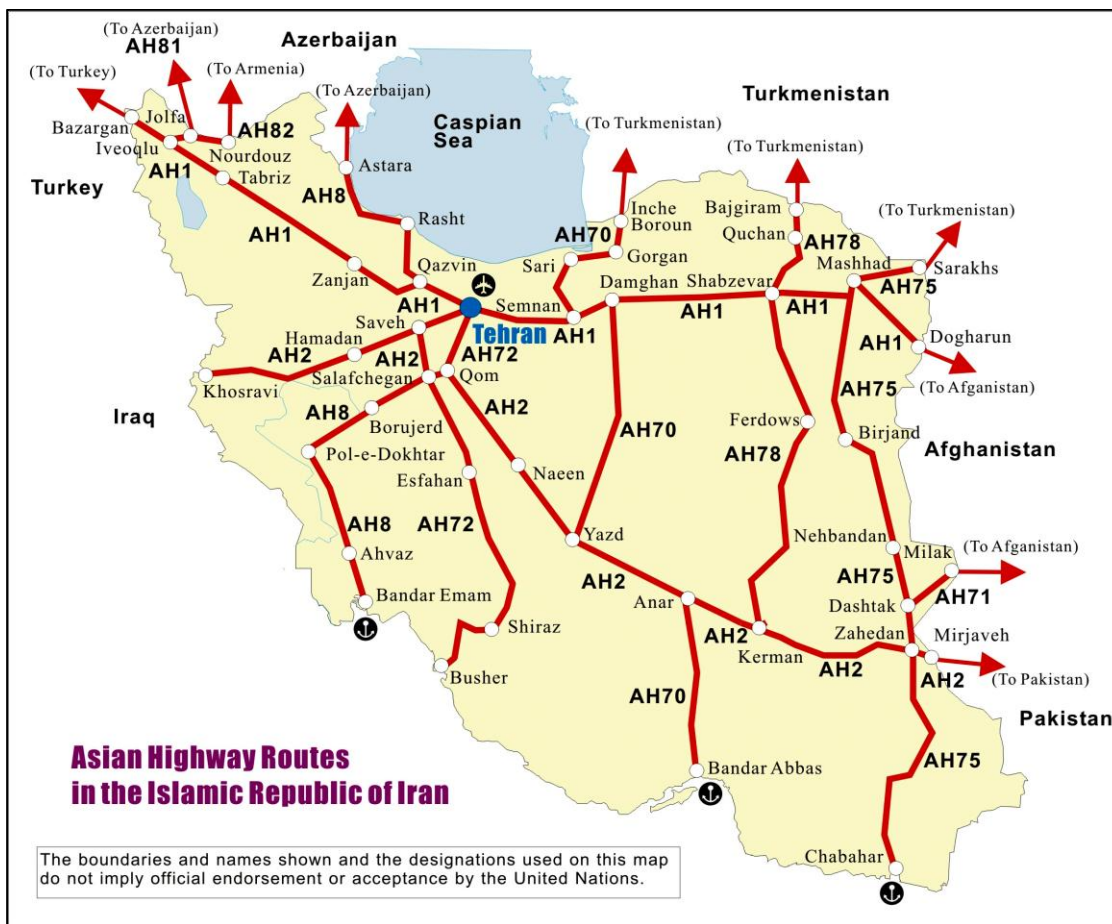 (To Azerbaijan)
AH81
Azerbaijan
(To Turkey)
(To Armenia)
(To Azerbaijan)
Turkmenistan
Jolfa
Bazargan
AH82
Caspian
Sea
(To Turkmenistan)
(To Turkmenistan)
Iveoqlu
Nourdouz
AH1
Tabriz
Astara
Turkey
AH8
Rasht
Inche
Boroun
Bajgiram
(To Turkmenistan)
AH1
AH70
Quchan
AH78
Gorgan
Sari
Mashhad
Sarakhs
Zanjan
Qazvin
AH75
Damghan
Shabzevar
AH1
Semnan
AH1
AH1
Saveh
Tehran
AH1
Hamadan
AH1
Dogharun
AH2
AH2
AH72
Khosravi
Salafchegan
Qom
(To Afganistan)
AH75
Iraq
AH8
AH2
Borujerd
Ferdows
Birjand
AH70
Afghanistan
Pol-e-Dokhtar
AH78
Esfahan
Naeen
AH72
AH8
Yazd
Nehbandan
Milak
(To Afganistan)
Ahvaz
AH2
AH75
AH71
Bandar Emam
Anar
Dashtak
Shiraz
AH2
Zahedan
Mirjaveh
Kerman
Busher
AH2
AH2
(To Pakistan)
AH70
Pakistan
Asian Highway Routes
in the Islamic Republic of Iran
AH75
Bandar Abbas
The boundaries and names shown and the designations used on this map
do not imply official endorsement or acceptance by the United Nations.
Chabahar